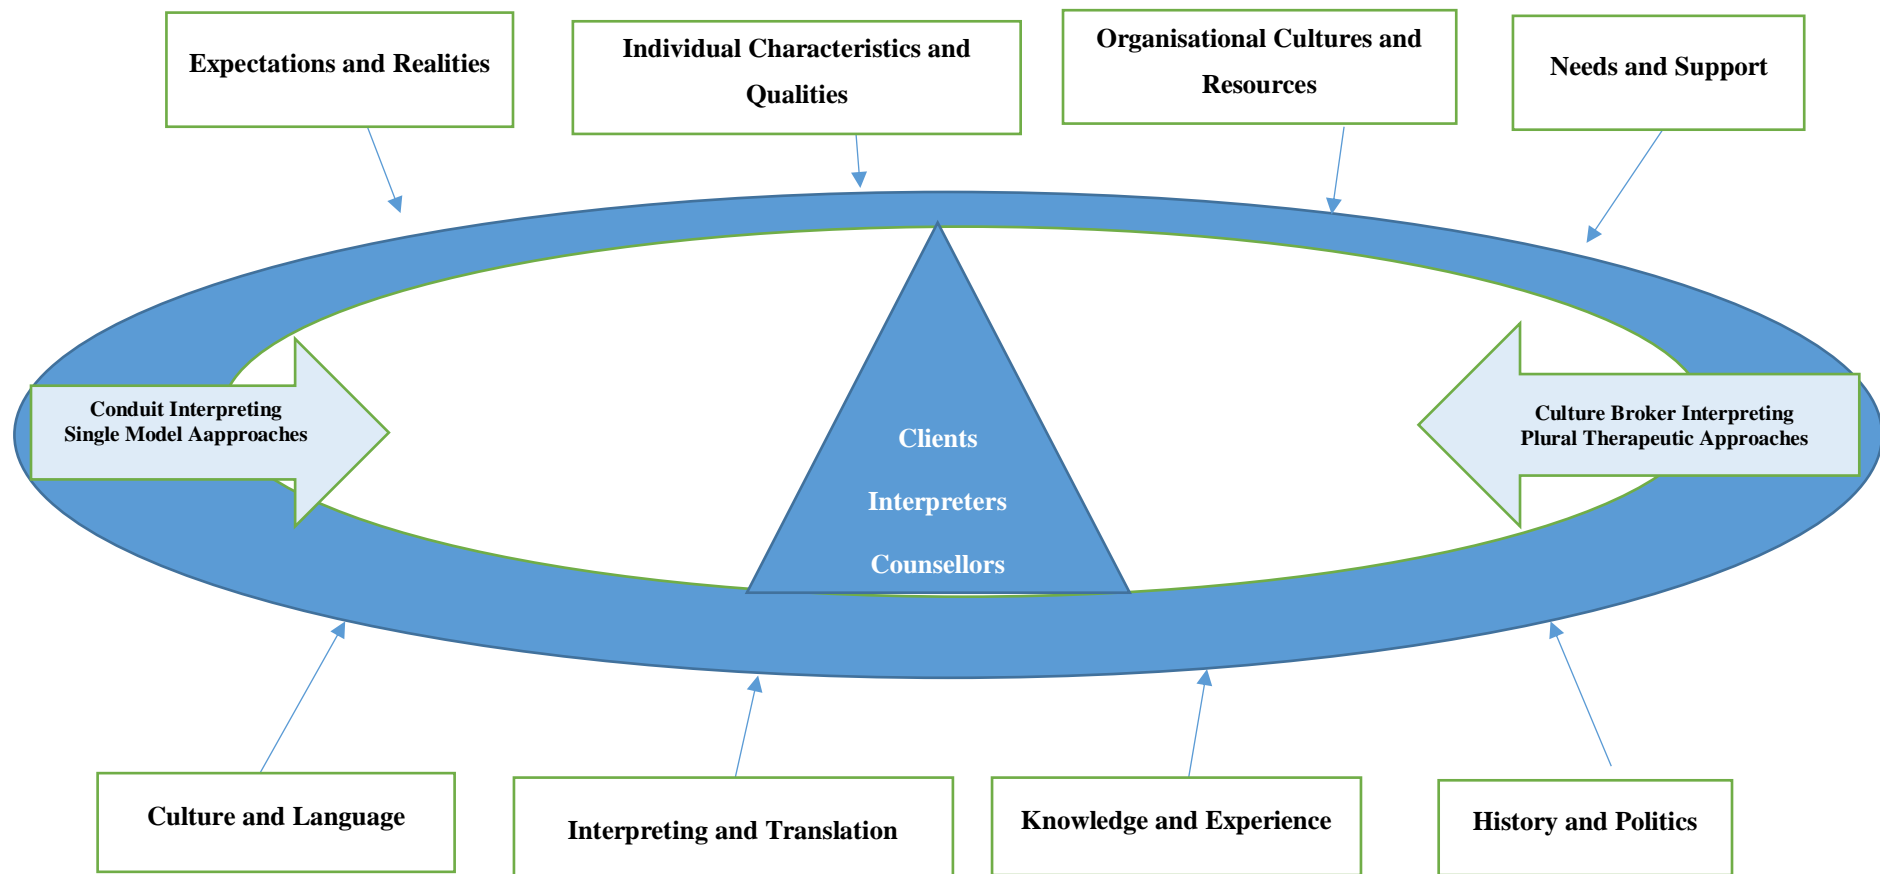 Expectations and Realities
Individual Characteristics and
Qualities
Organisational Cultures and
Resources
Needs and Support
Conduit Interpreting
Single Model Aapproaches
Clients
Interpreters
Counsellors
Culture Broker Interpreting
Plural Therapeutic Approaches
Culture and Language
Interpreting and Translation
Knowledge and Experience
History and Politics